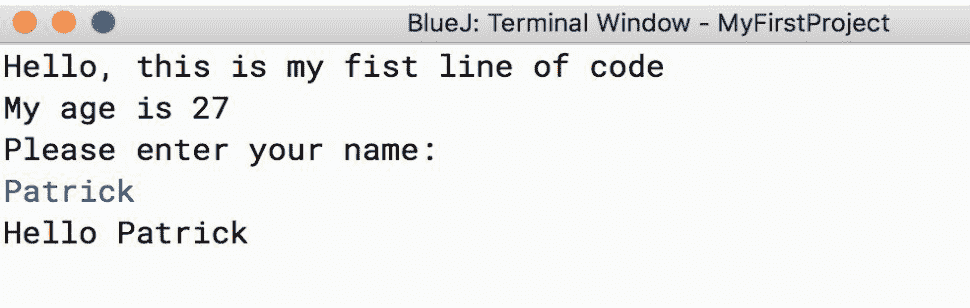 BlueJ: Terminal Window - MyFirstProject
Hello, this is my fist line of code
My age is 27
Please enter your name:
Patrick
Hello Patrick